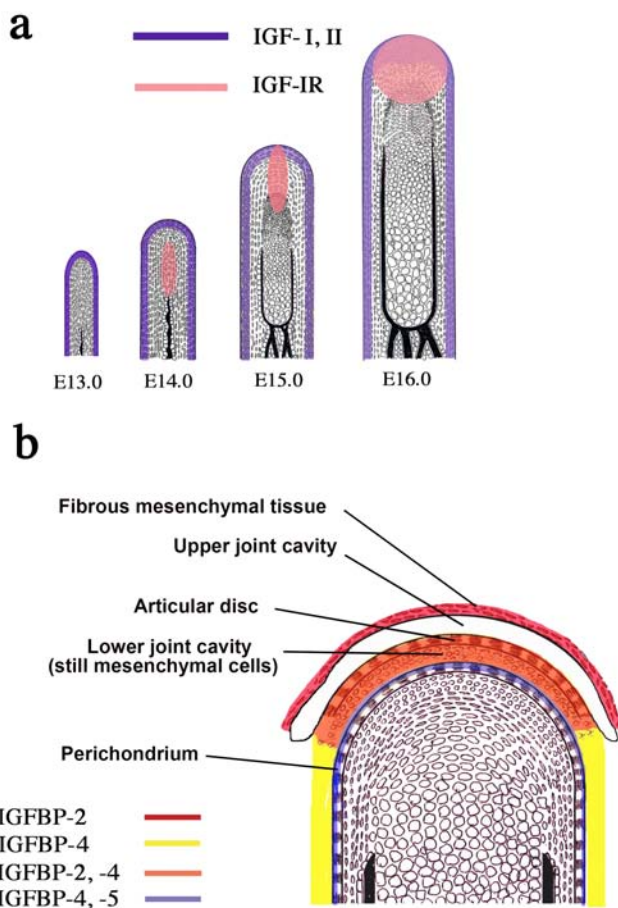 a
IGF- I, II
IGF-IR
E13.0
E14.0
E15.0
E16.0
b
Fibrous mesenchymal tissue
Upper joint cavity
Articular disc
Lower joint cavity
(still mesenchymal cells)
Perichondrium
IGFBP-2
IGFBP-4
IGFBP-2, -4
IGFBP-4, -5